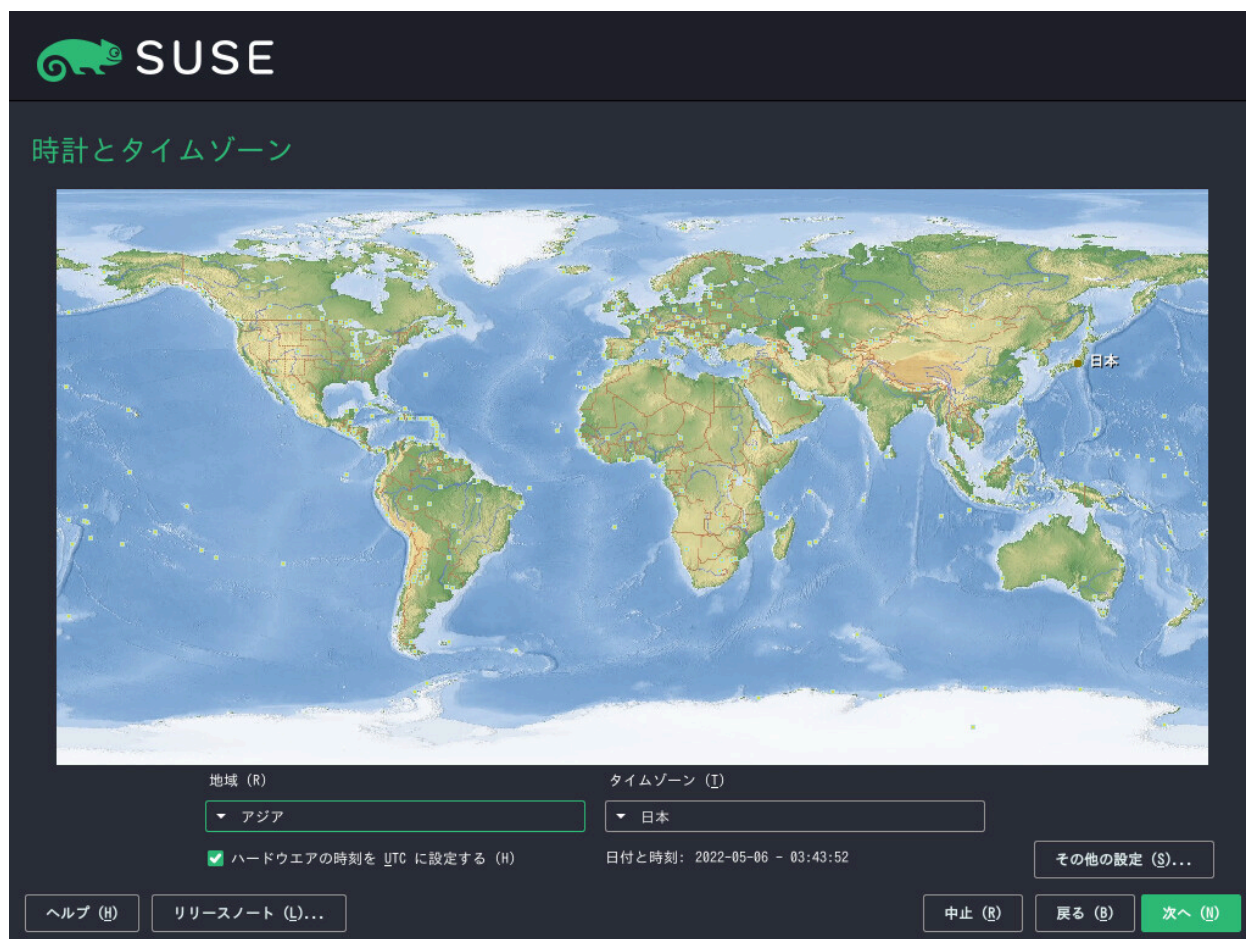 SUSE
時計とタイムゾーン
日本
地域 (R)
タイムゾーン (T)
アジア
日本
ハードウエアの時刻を UTC に設定する (H)
日付と時刻: 2022-05-06 - 03:43:52
その他の設定 (S)...
ヘルプ (H)
リリースノート (L)...
中止 (R)
戻る (B)
次へ (N)